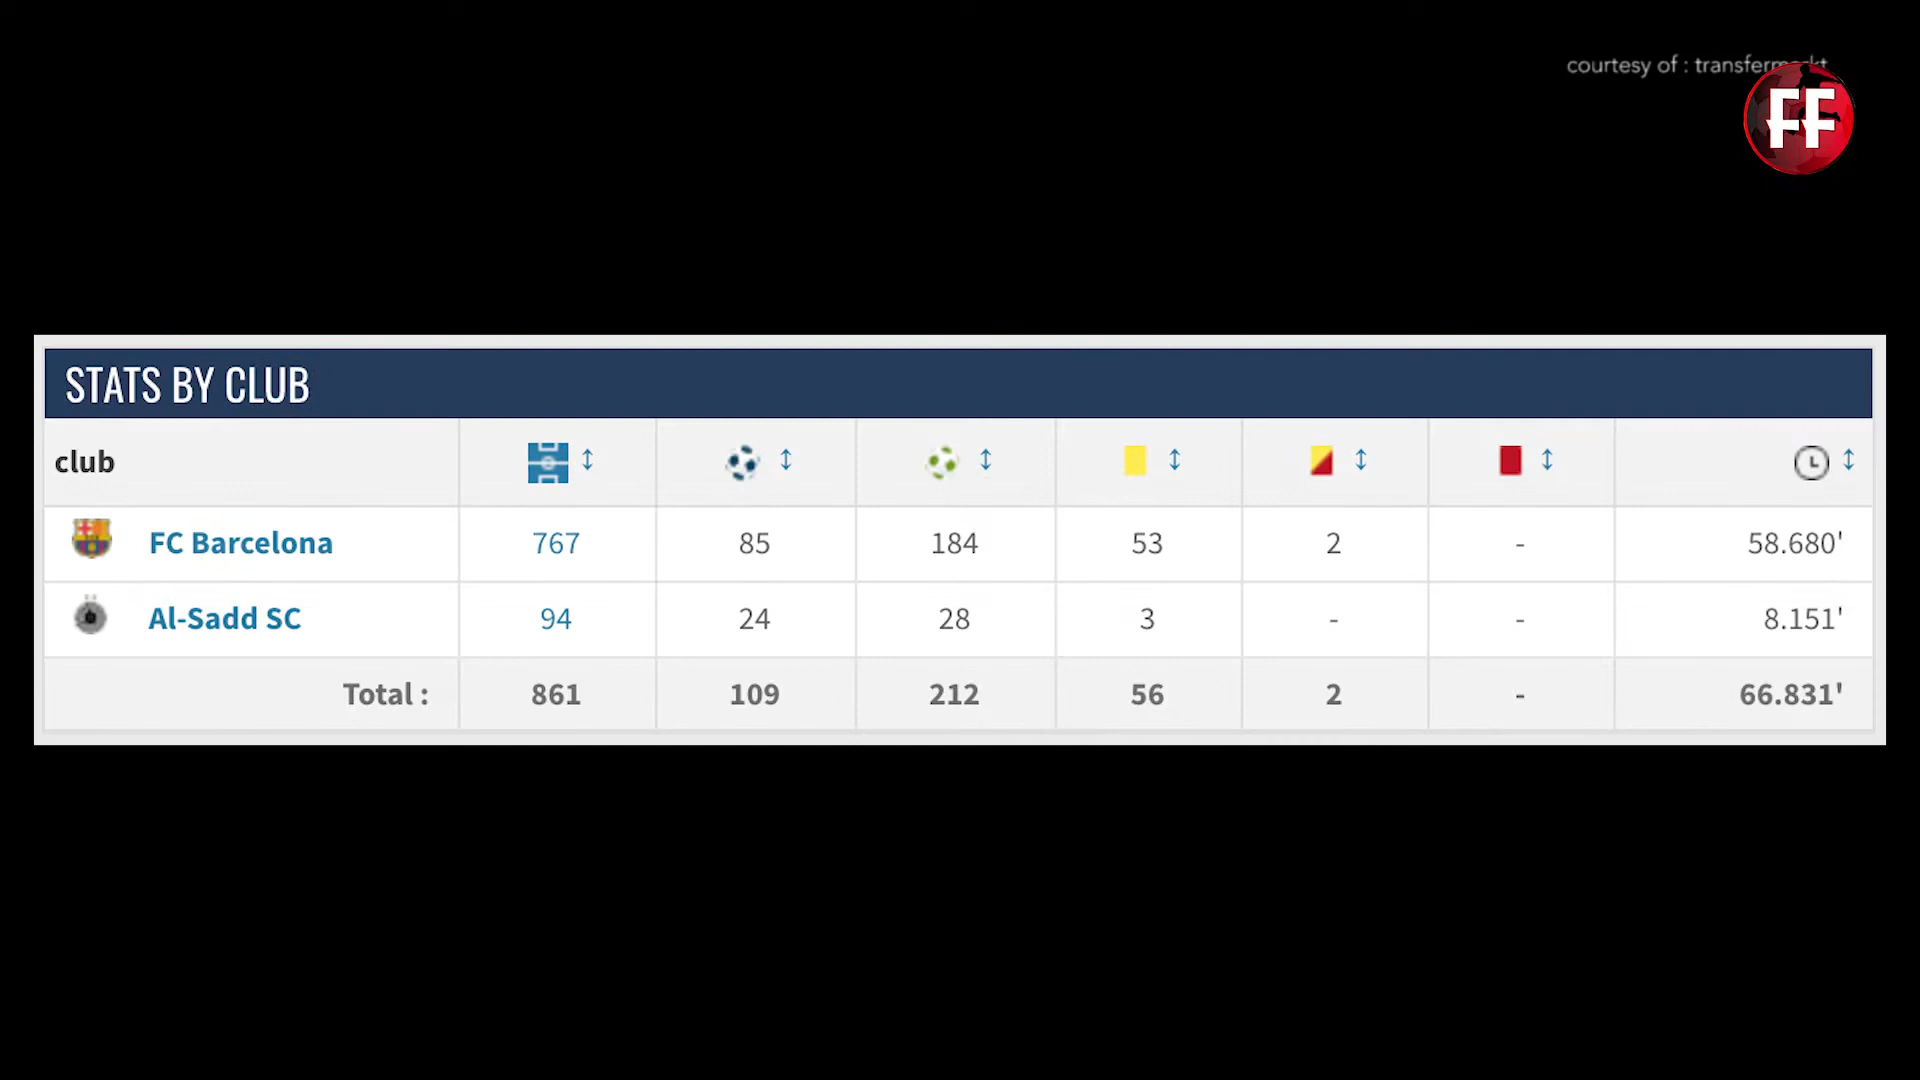 courtesy of : transfermarkt
FF
STATS BY CLUB
club
FC Barcelona 767 85 184 53 2 - 58.680'
Al-Sadd SC 94 24 28 3 - - 8.151'
Total : 861 109 212 56 2 - 66.831'